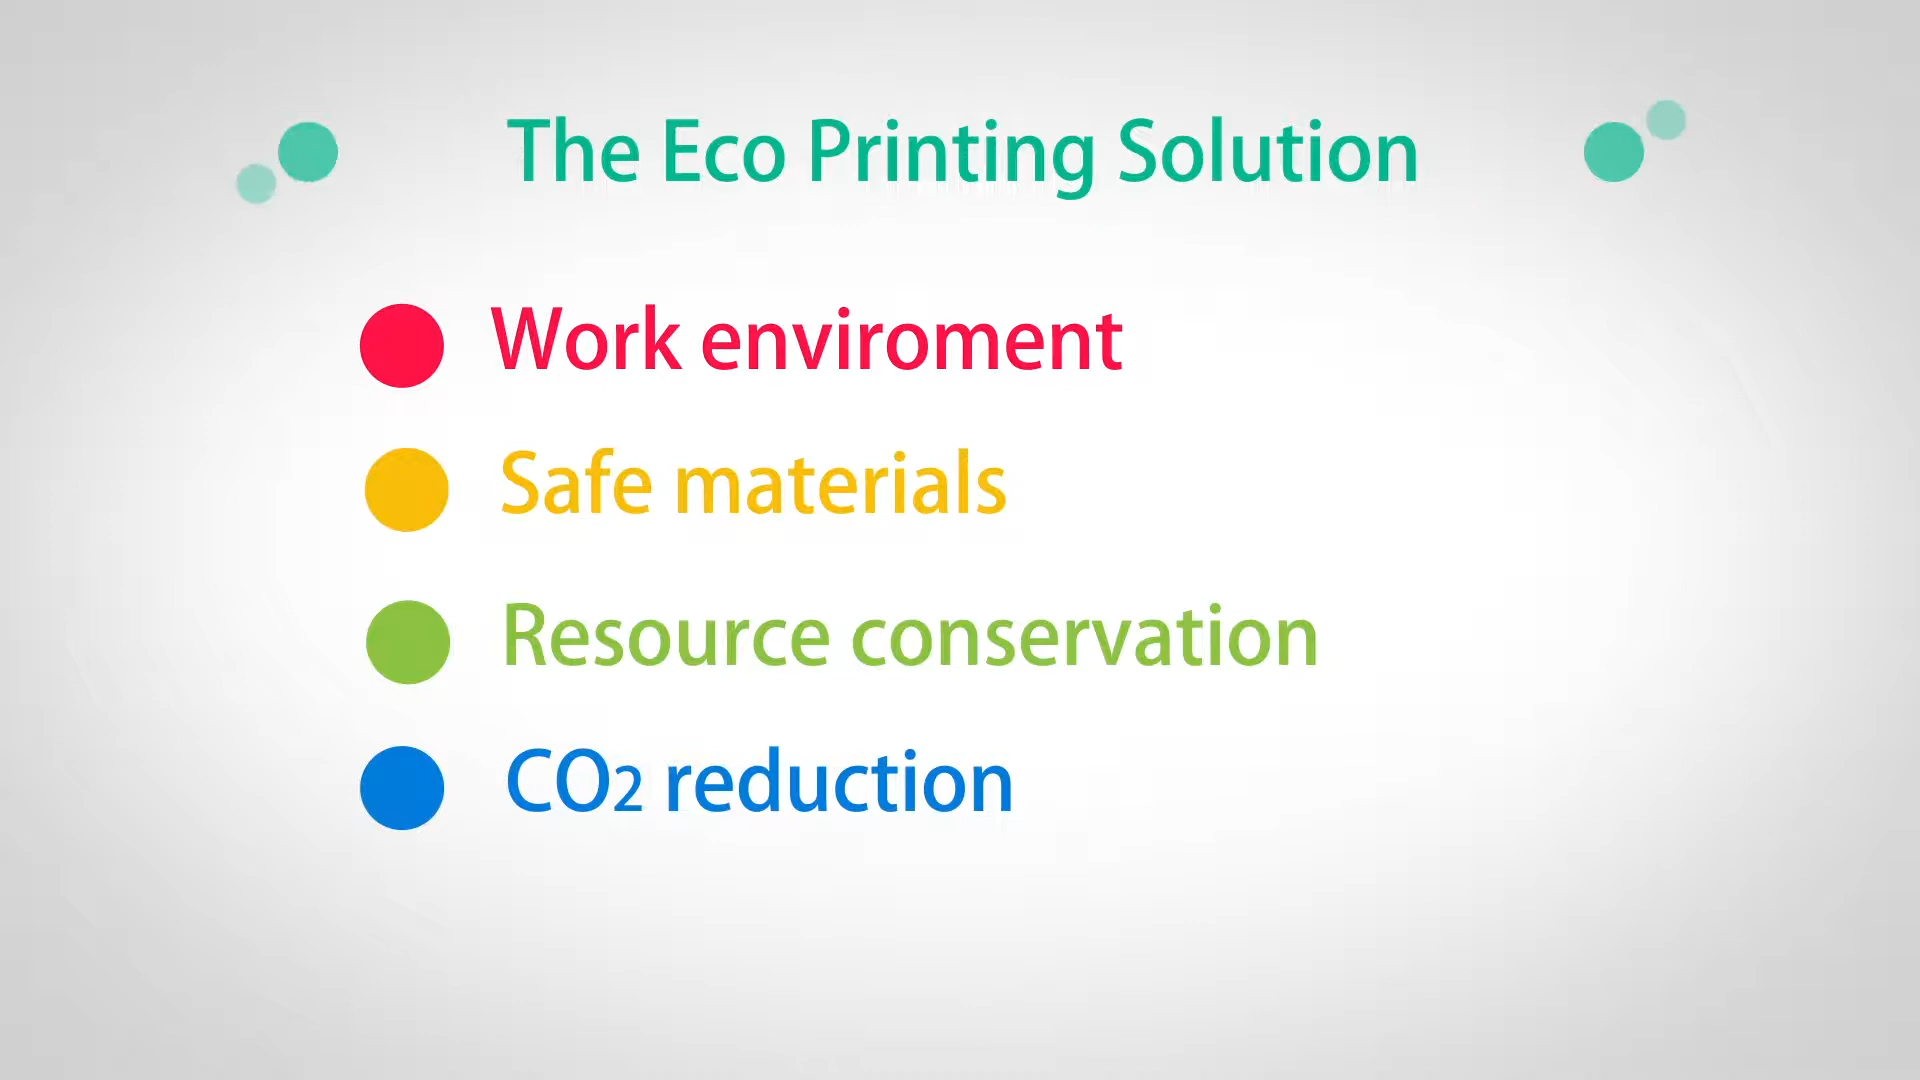 The Eco Printing Solution
Work enviroment
Safe materials
Resource conservation
CO2 reduction